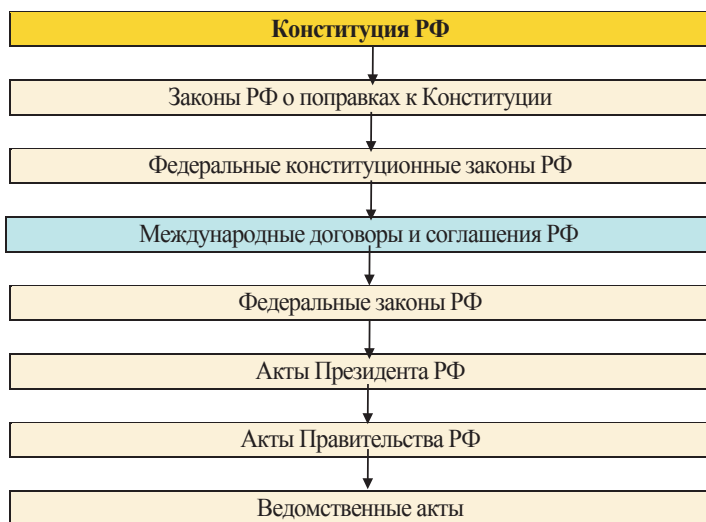 Конституция РФ
Законы РФ о поправках к Конституции
Федеральные конституционные законы РФ
Международные договоры и соглашения РФ
Федеральные законы РФ
Акты Президента РФ
Акты Правительства РФ
Ведомственные акты